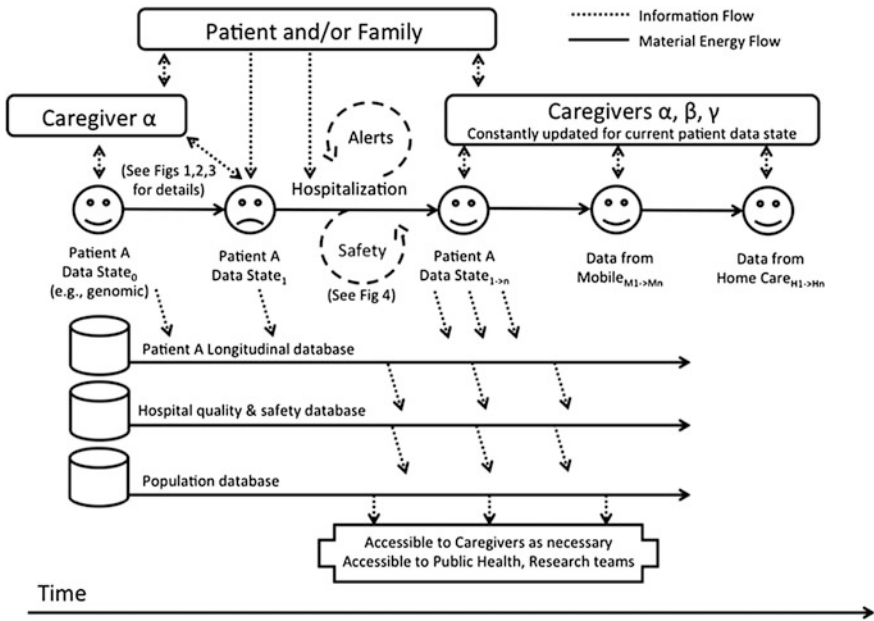 Patient and/or Family
Information Flow
Material Energy Flow
Caregiver α
Caregivers α, β, γ
Constantly updated for current patient data state
Alerts
(See Figs 1,2,3
for details)
Hospitalization
Safety
(See Fig 4)
Patient A
Data State0
(e.g., genomic)
Patient A
Data State1
Patient A
Data State1->n
Data from
MobileM1->Mn
Data from
Home CareH1->Hn
Patient A Longitudinal database
Hospital quality & safety database
Population database
Accessible to Caregivers as necessary
Accessible to Public Health, Research teams
Time